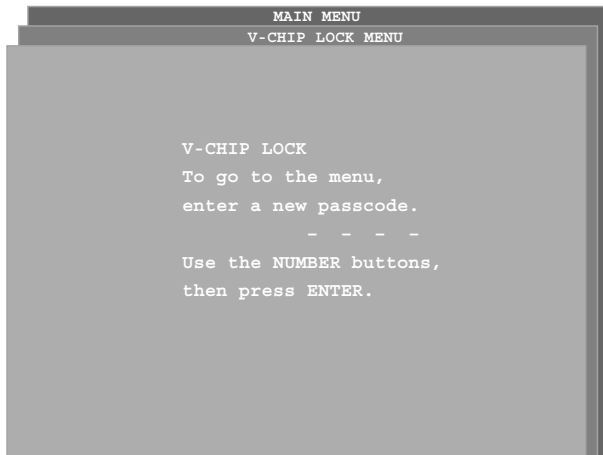 MAIN MENU
V-CHIP LOCK MENU
V-CHIP LOCK
To go to the menu,
enter a new passcode.
– – – –
Use the NUMBER buttons,
then press ENTER.